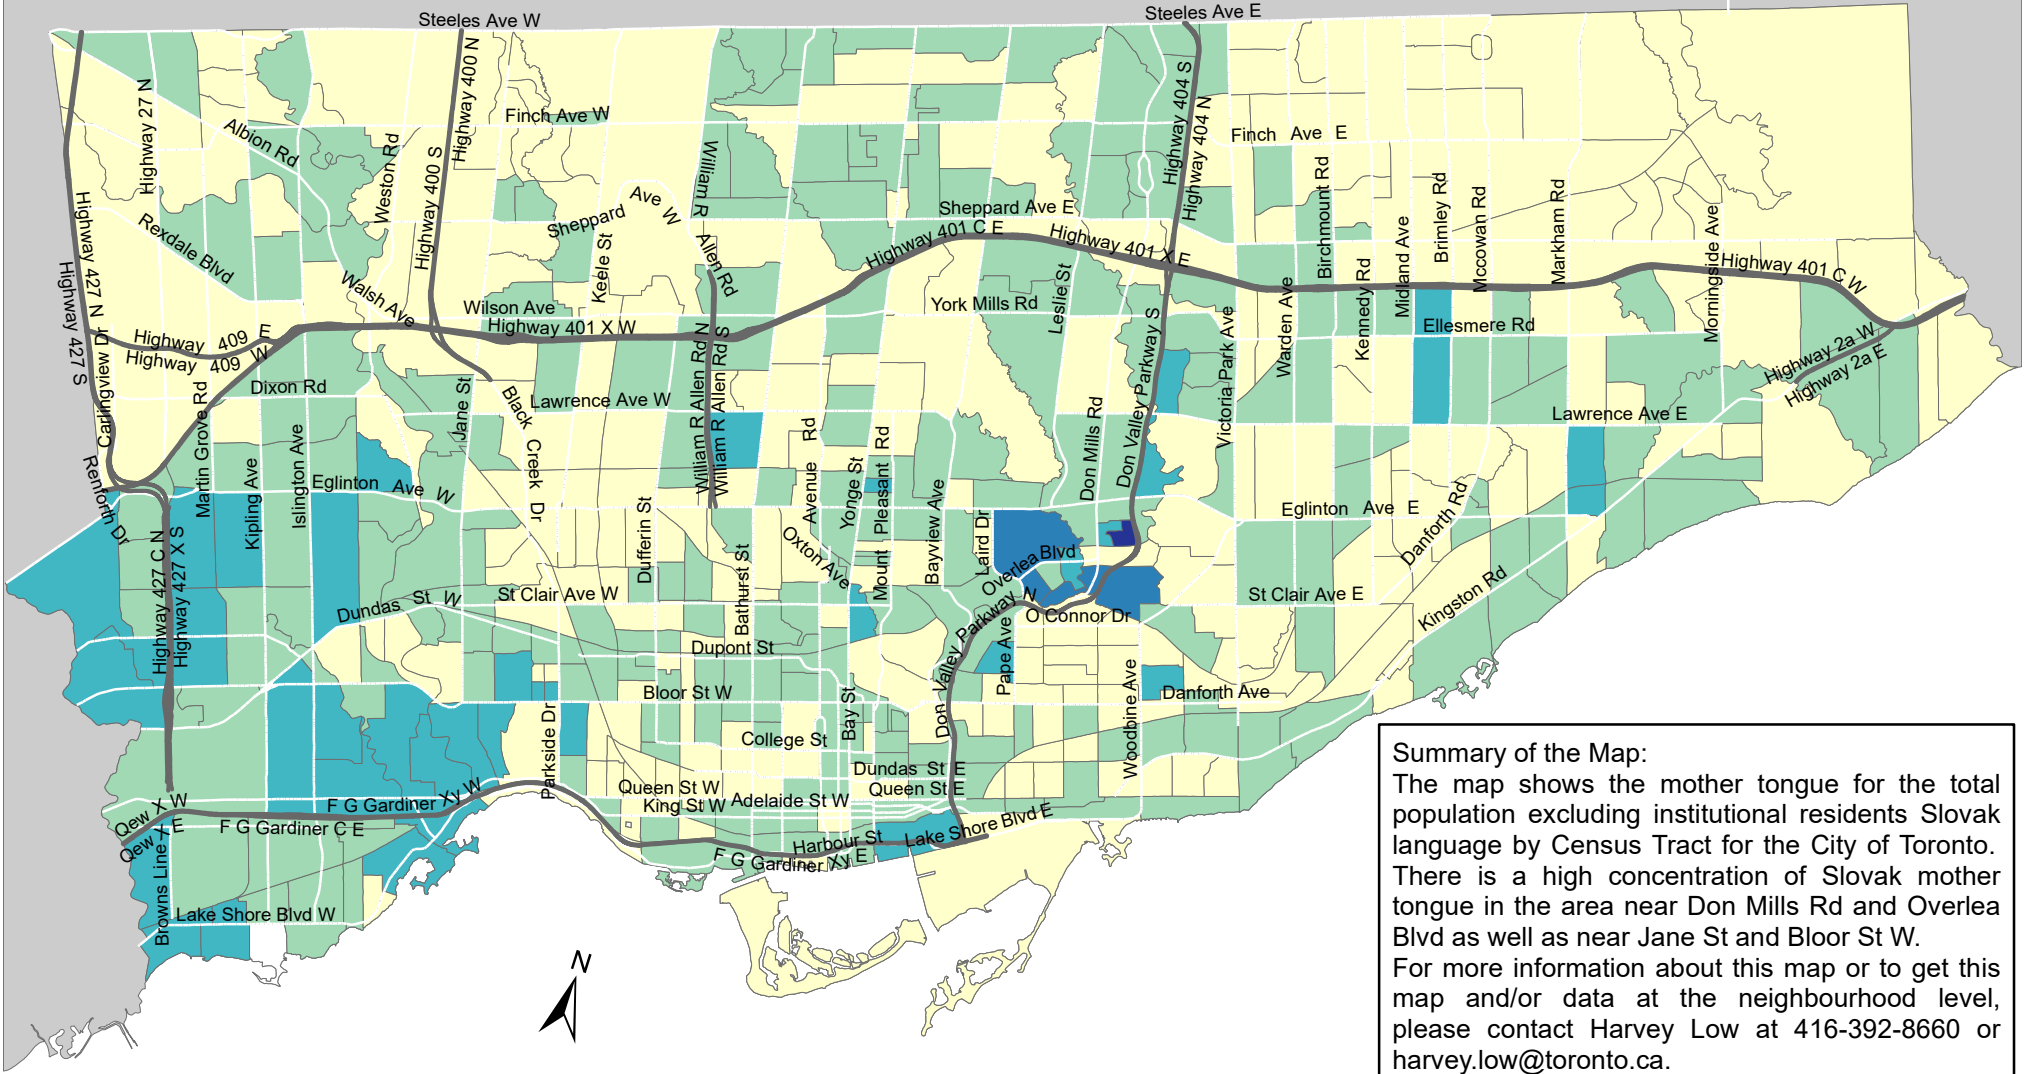 Steeles Ave W
Steeles Ave E
Highway 27 N
Albion Rd
Weston Rd
Highway 400 N
Highway 400 S
Finch Ave W
William R
Allen Rd
Highway 404 S
Highway 404 N
Finch Ave E
Sheppard Ave W
Keele St
Sheppard Ave E
Highway 401 C E
Highway 401 X E
Birchmount Rd
Midland Ave
Brimley Rd
Mccowan Rd
Markham Rd
Morningside Ave
Highway 401 C W
Highway 427 N
Highway 427 S
Rexdale Blvd
Walsh Ave
Wilson Ave
Highway 401 X W
York Mills Rd
Leslie St
Warden Ave
Kennedy Rd
Ellesmere Rd
Highway 2a W
Highway 2a E
Highway 409 E
Highway 409 W
Carlingview Dr
Dixon Rd
Martin Grove Rd
Jane St
Black Creek Dr
Lawrence Ave W
William R Allen Rd N
William R Allen Rd S
Avenue Rd
Yonge St
Mount Pleasant Rd
Bayview Ave
Don Mills Rd
Don Valley Parkway S
Victoria Park Ave
Lawrence Ave E
Renforth Dr
Kipling Ave
Islington Ave
Eglinton Ave W
Dufferin St
Bathurst St
Oxton Ave
Laird Dr
Overlea Blvd
Eglinton Ave E
Danforth Rd
Highway 427 C N
Highway 427 X S
Dundas St W
St Clair Ave W
Don Valley Parkway N
O Connor Dr
St Clair Ave E
Kingston Rd
Dupont St
Pape Ave
Bloor St W
Bay St
Woodbine Ave
Danforth Ave
Parkside Dr
College St
Dundas St E
Queen St W
Queen St E
King St W
Adelaide St W
Qew X W
Qew X E
F G Gardiner Xy W
F G Gardiner C E
Harbour St
Lake Shore Blvd E
F G Gardiner Xy E
Browns Line X
Lake Shore Blvd W
N
Summary of the Map:
The map shows the mother tongue for the total
population excluding institutional residents Slovak
language by Census Tract for the City of Toronto.
There is a high concentration of Slovak mother
tongue in the area near Don Mills Rd and Overlea
Blvd as well as near Jane St and Bloor St W.
For more information about this map or to get this
map and/or data at the neighbourhood level,
please contact Harvey Low at 416-392-8660 or
harvey.low@toronto.ca.